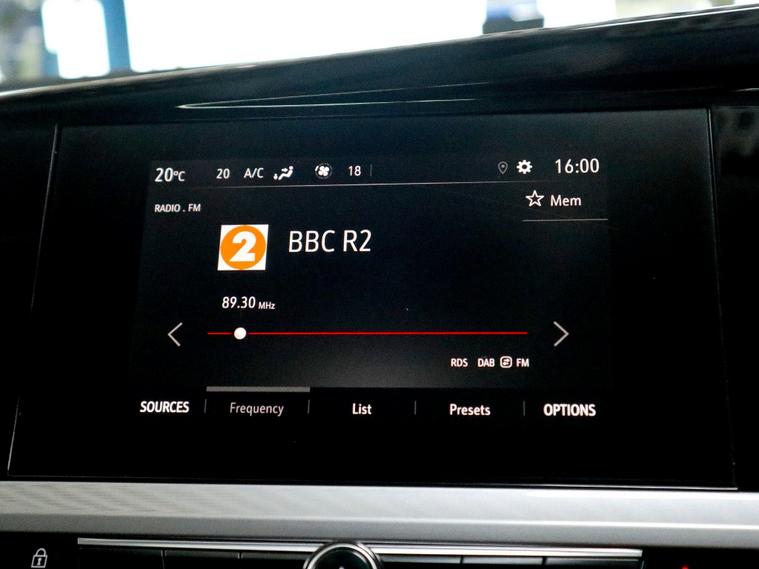 20°C 20 A/C 18 16:00
RADIO . FM
Mem
2 BBC R2
89.30 MHz
RDS DAB FM
SOURCES Frequency List Presets OPTIONS